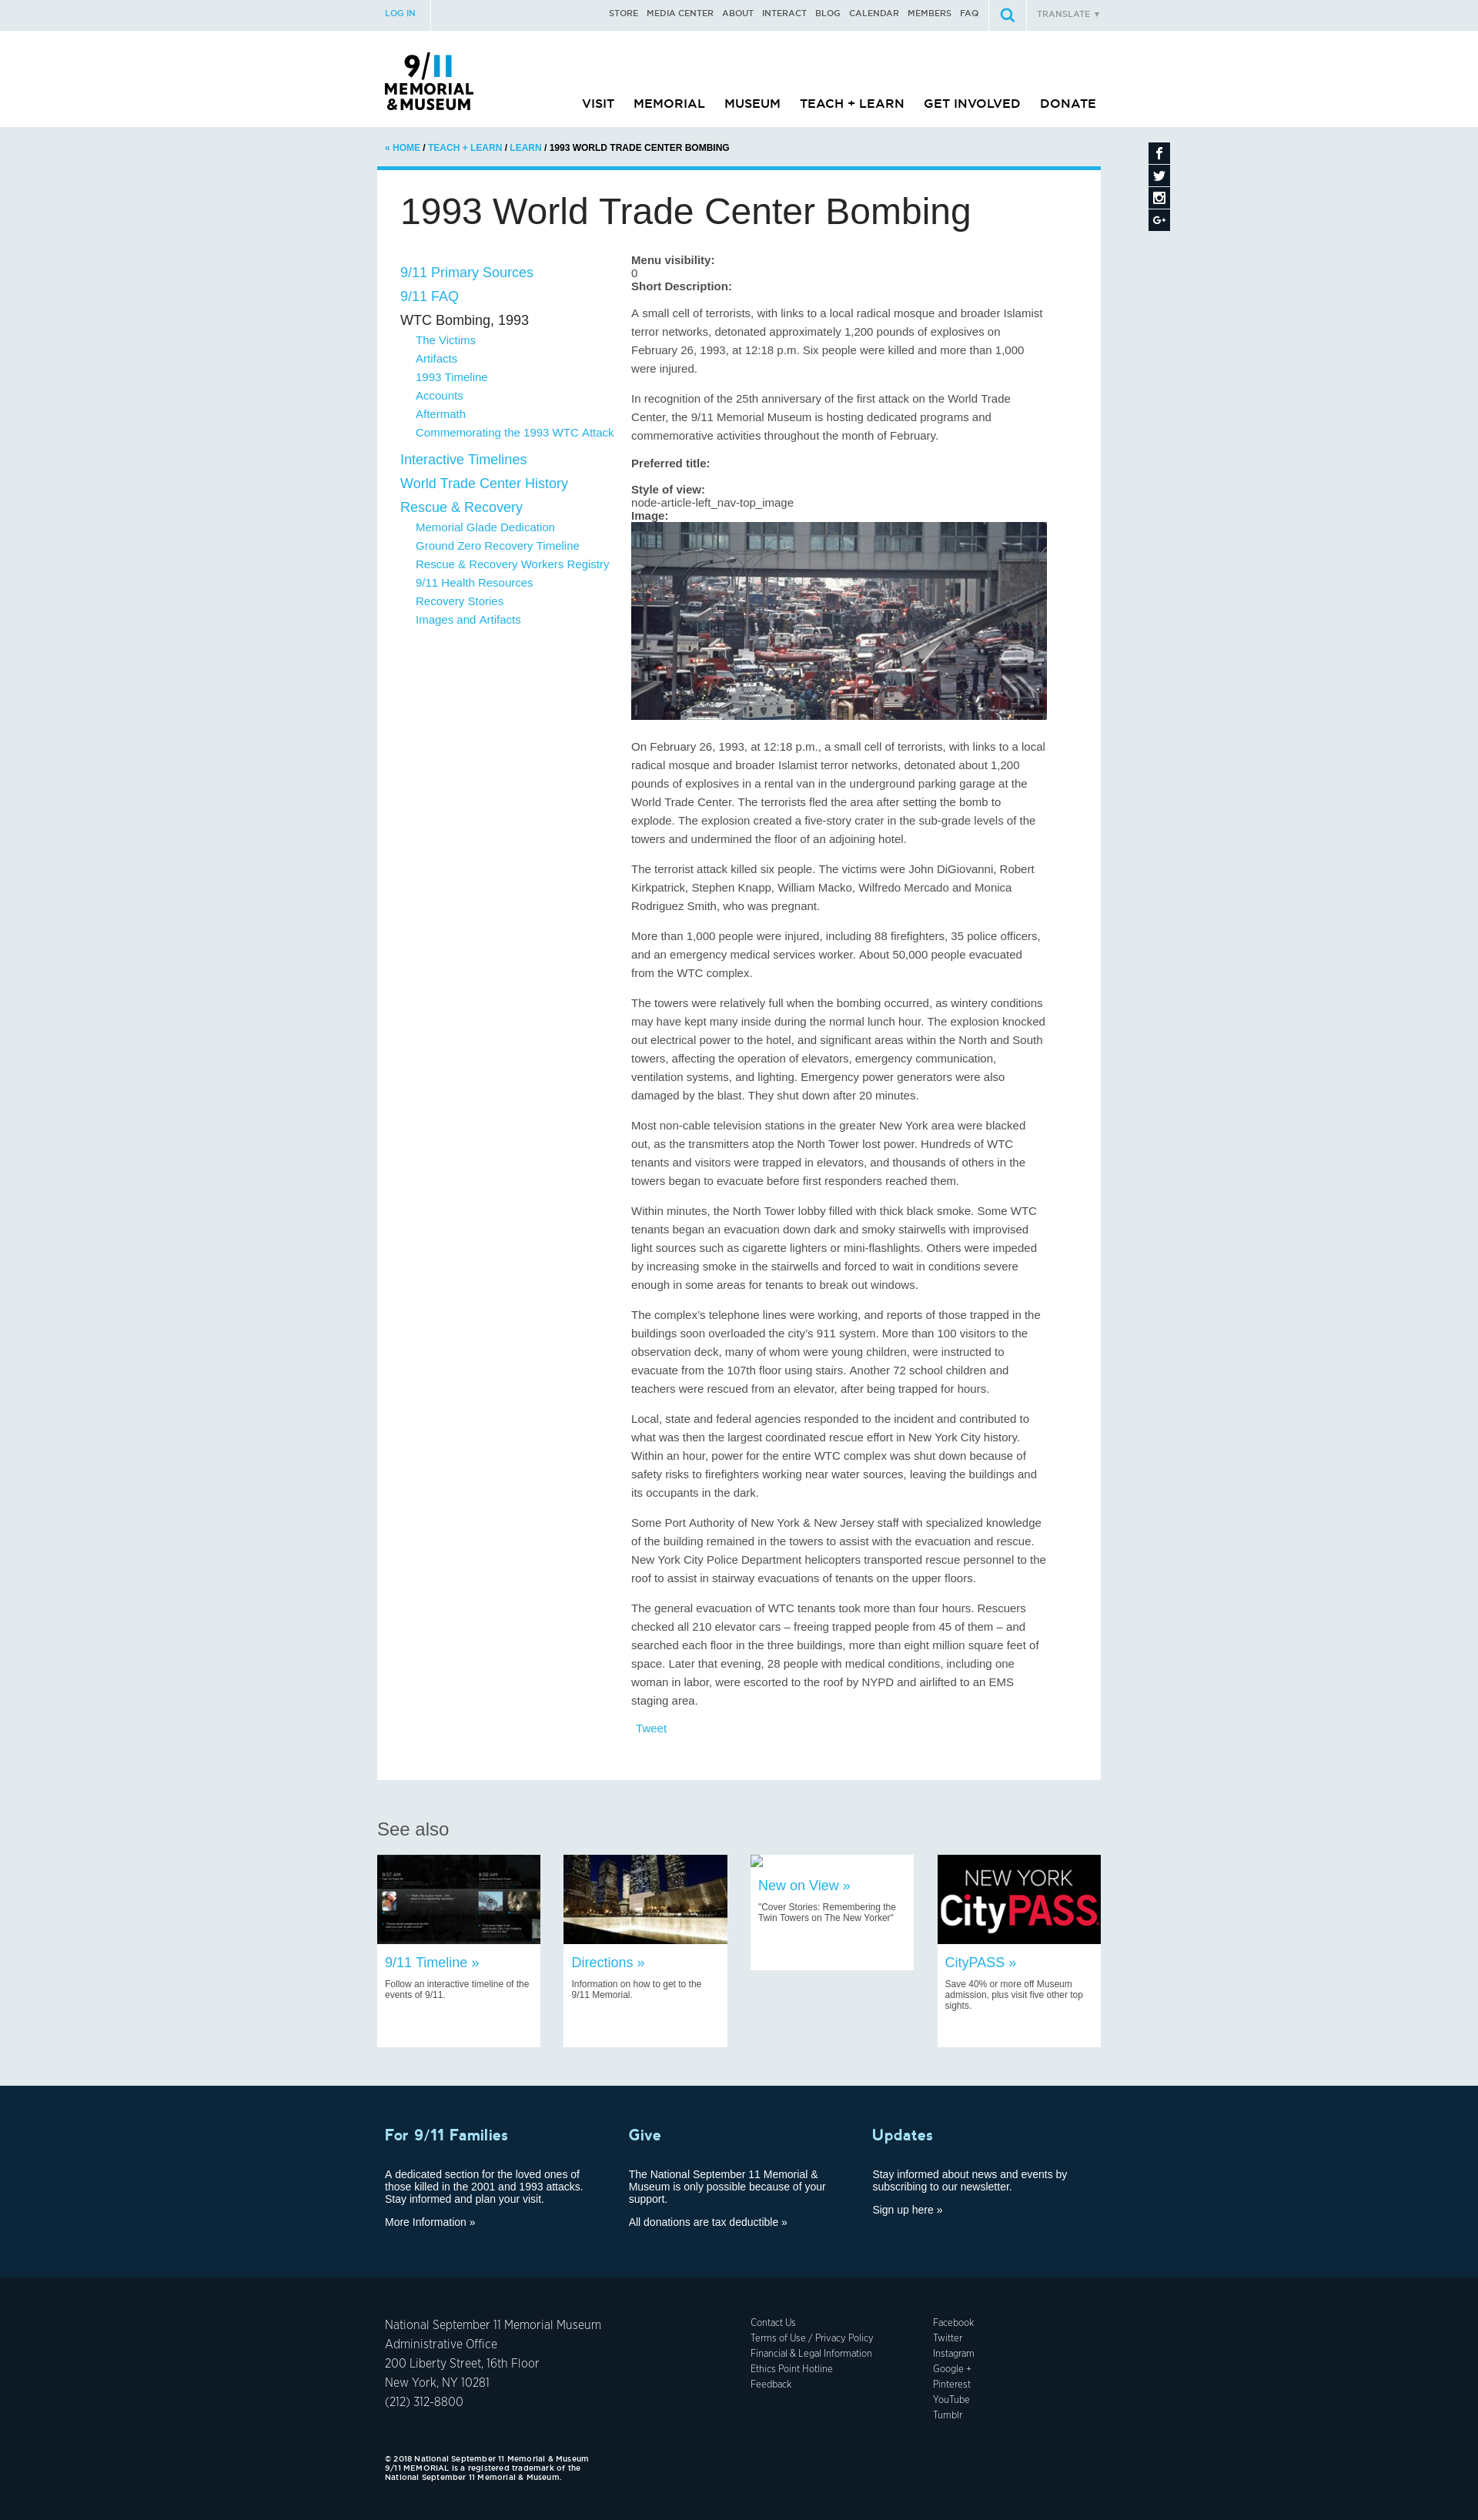 LOG IN
STORE MEDIA CENTER ABOUT INTERACT BLOG CALENDAR MEMBERS FAQ
TRANSLATE ▼
9/11
MEMORIAL
&MUSEUM
VISIT MEMORIAL MUSEUM TEACH + LEARN GET INVOLVED DONATE
« HOME / TEACH + LEARN / LEARN / 1993 WORLD TRADE CENTER BOMBING
1993 World Trade Center Bombing
9/11 Primary Sources
9/11 FAQ
WTC Bombing, 1993
The Victims
Artifacts
1993 Timeline
Accounts
Aftermath
Commemorating the 1993 WTC Attack
Interactive Timelines
World Trade Center History
Rescue & Recovery
Memorial Glade Dedication
Ground Zero Recovery Timeline
Rescue & Recovery Workers Registry
9/11 Health Resources
Recovery Stories
Images and Artifacts
Menu visibility:
0
Short Description:
A small cell of terrorists, with links to a local radical mosque and broader Islamist
terror networks, detonated approximately 1,200 pounds of explosives on
February 26, 1993, at 12:18 p.m. Six people were killed and more than 1,000
were injured.
In recognition of the 25th anniversary of the first attack on the World Trade
Center, the 9/11 Memorial Museum is hosting dedicated programs and
commemorative activities throughout the month of February.
Preferred title:
Style of view:
node-article-left_nav-top_image
Image:
On February 26, 1993, at 12:18 p.m., a small cell of terrorists, with links to a local
radical mosque and broader Islamist terror networks, detonated about 1,200
pounds of explosives in a rental van in the underground parking garage at the
World Trade Center. The terrorists fled the area after setting the bomb to
explode. The explosion created a five-story crater in the sub-grade levels of the
towers and undermined the floor of an adjoining hotel.
The terrorist attack killed six people. The victims were John DiGiovanni, Robert
Kirkpatrick, Stephen Knapp, William Macko, Wilfredo Mercado and Monica
Rodriguez Smith, who was pregnant.
More than 1,000 people were injured, including 88 firefighters, 35 police officers,
and an emergency medical services worker. About 50,000 people evacuated
from the WTC complex.
The towers were relatively full when the bombing occurred, as wintery conditions
may have kept many inside during the normal lunch hour. The explosion knocked
out electrical power to the hotel, and significant areas within the North and South
towers, affecting the operation of elevators, emergency communication,
ventilation systems, and lighting. Emergency power generators were also
damaged by the blast. They shut down after 20 minutes.
Most non-cable television stations in the greater New York area were blacked
out, as the transmitters atop the North Tower lost power. Hundreds of WTC
tenants and visitors were trapped in elevators, and thousands of others in the
towers began to evacuate before first responders reached them.
Within minutes, the North Tower lobby filled with thick black smoke. Some WTC
tenants began an evacuation down dark and smoky stairwells with improvised
light sources such as cigarette lighters or mini-flashlights. Others were impeded
by increasing smoke in the stairwells and forced to wait in conditions severe
enough in some areas for tenants to break out windows.
The complex's telephone lines were working, and reports of those trapped in the
buildings soon overloaded the city's 911 system. More than 100 visitors to the
observation deck, many of whom were young children, were instructed to
evacuate from the 107th floor using stairs. Another 72 school children and
teachers were rescued from an elevator, after being trapped for hours.
Local, state and federal agencies responded to the incident and contributed to
what was then the largest coordinated rescue effort in New York City history.
Within an hour, power for the entire WTC complex was shut down because of
safety risks to firefighters working near water sources, leaving the buildings and
its occupants in the dark.
Some Port Authority of New York & New Jersey staff with specialized knowledge
of the building remained in the towers to assist with the evacuation and rescue.
New York City Police Department helicopters transported rescue personnel to the
roof to assist in stairway evacuations of tenants on the upper floors.
The general evacuation of WTC tenants took more than four hours. Rescuers
checked all 210 elevator cars – freeing trapped people from 45 of them – and
searched each floor in the three buildings, more than eight million square feet of
space. Later that evening, 28 people with medical conditions, including one
woman in labor, were escorted to the roof by NYPD and airlifted to an EMS
staging area.
Tweet
See also
9:57 AM
9:59 AM
NEW YORK
CityPASS
9/11 Timeline »
Follow an interactive timeline of the
events of 9/11.
Directions »
Information on how to get to the
9/11 Memorial.
New on View »
"Cover Stories: Remembering the
Twin Towers on The New Yorker"
CityPASS »
Save 40% or more off Museum
admission, plus visit five other top
sights.
For 9/11 Families
A dedicated section for the loved ones of
those killed in the 2001 and 1993 attacks.
Stay informed and plan your visit.
More Information »
Give
The National September 11 Memorial &
Museum is only possible because of your
support.
All donations are tax deductible »
Updates
Stay informed about news and events by
subscribing to our newsletter.
Sign up here »
National September 11 Memorial Museum
Administrative Office
200 Liberty Street, 16th Floor
New York, NY 10281
(212) 312-8800
Contact Us
Terms of Use / Privacy Policy
Financial & Legal Information
Ethics Point Hotline
Feedback
Facebook
Twitter
Instagram
Google +
Pinterest
YouTube
Tumblr
© 2018 National September 11 Memorial & Museum
9/11 MEMORIAL is a registered trademark of the
National September 11 Memorial & Museum.